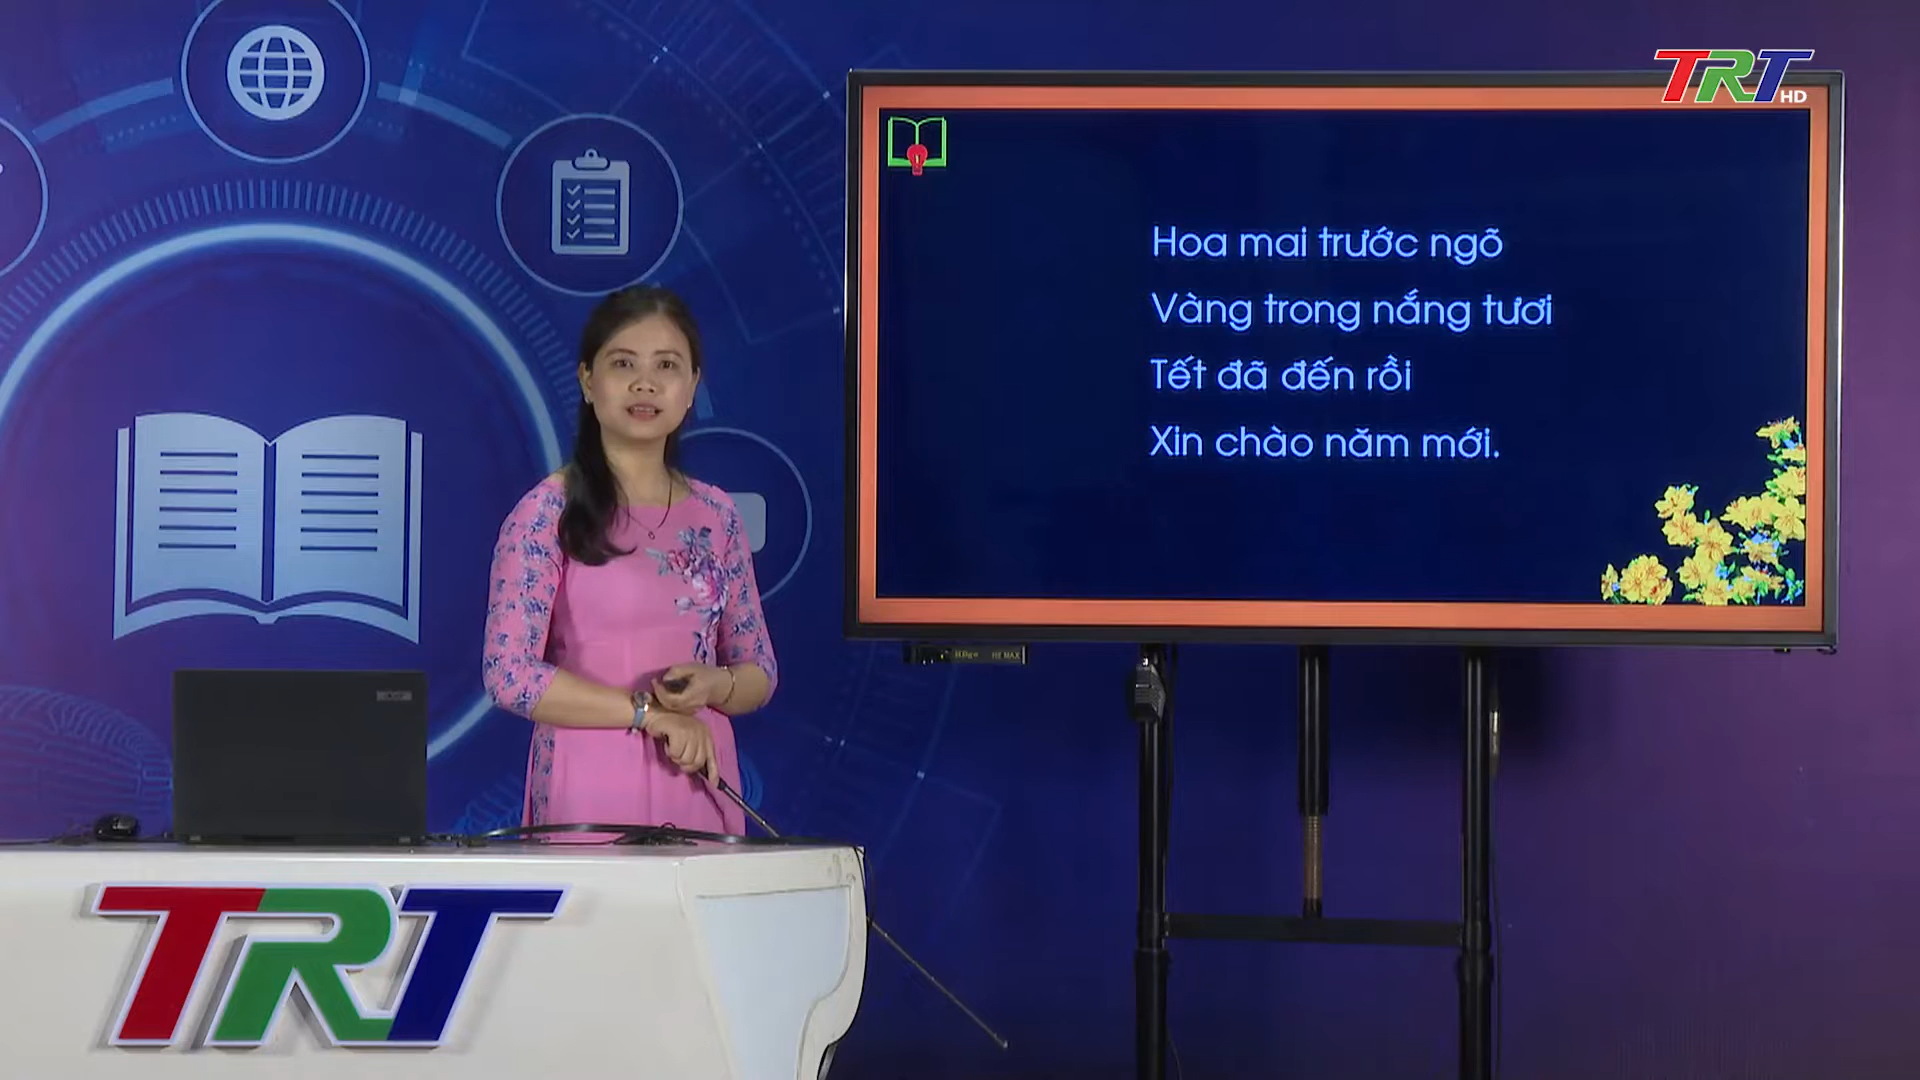 TRT HD
Hoa mai trước ngõ
Vàng trong nắng tươi
Tết đã đến rồi
Xin chào năm mới.
TRT